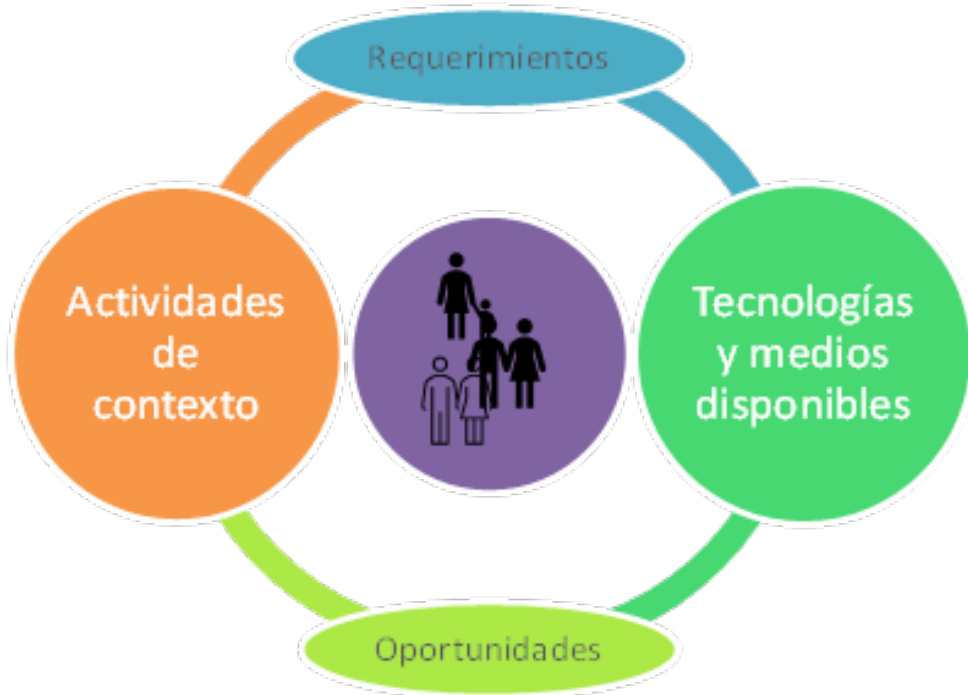 Requerimientos
Actividades
de
contexto
Tecnologías
y medios
disponibles
Oportunidades